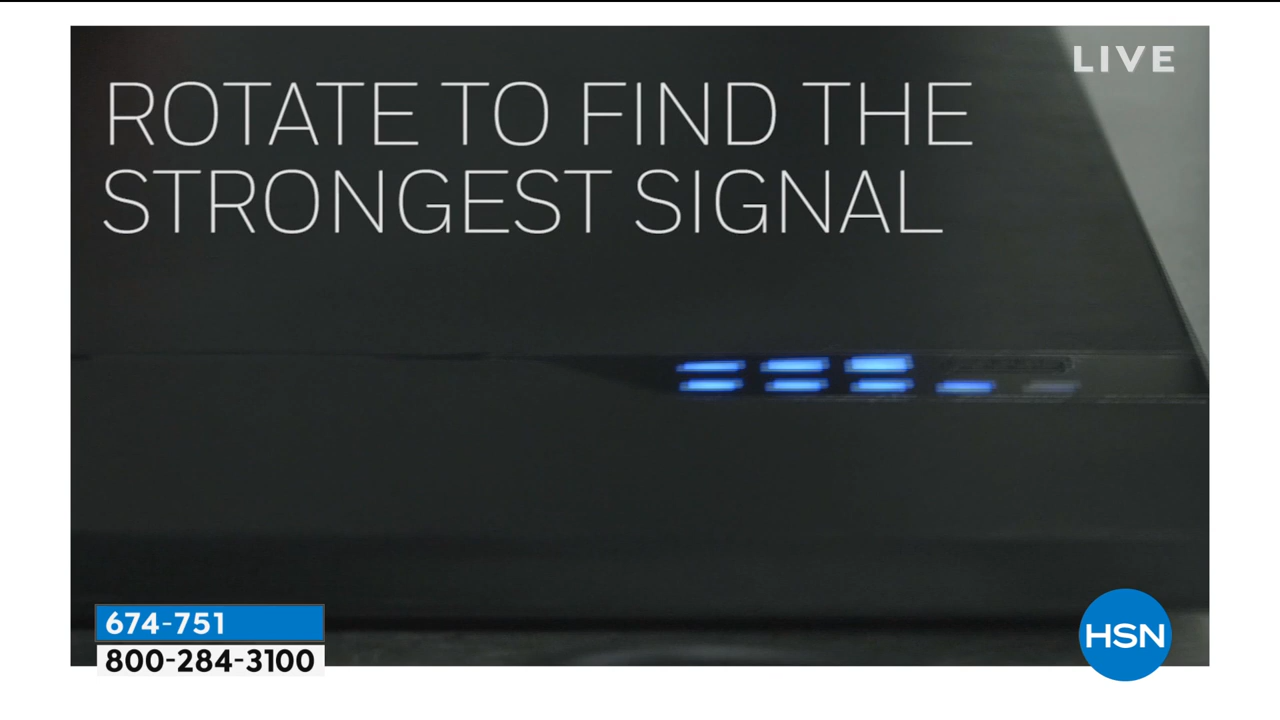 LIVE
ROTATE TO FIND THE
STRONGEST SIGNAL
674-751
800-284-3100
HSN